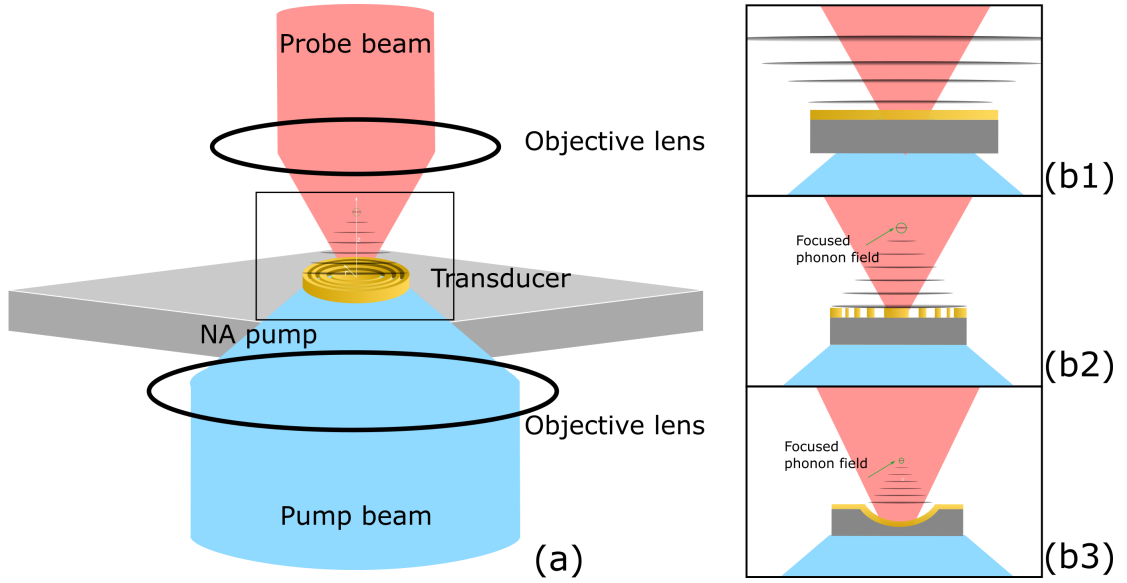 Probe beam
Objective lens
Transducer
NA pump
Objective lens
Pump beam
(a)
(b1)
Focused
phonon field
(b2)
Focused
phonon field
(b3)